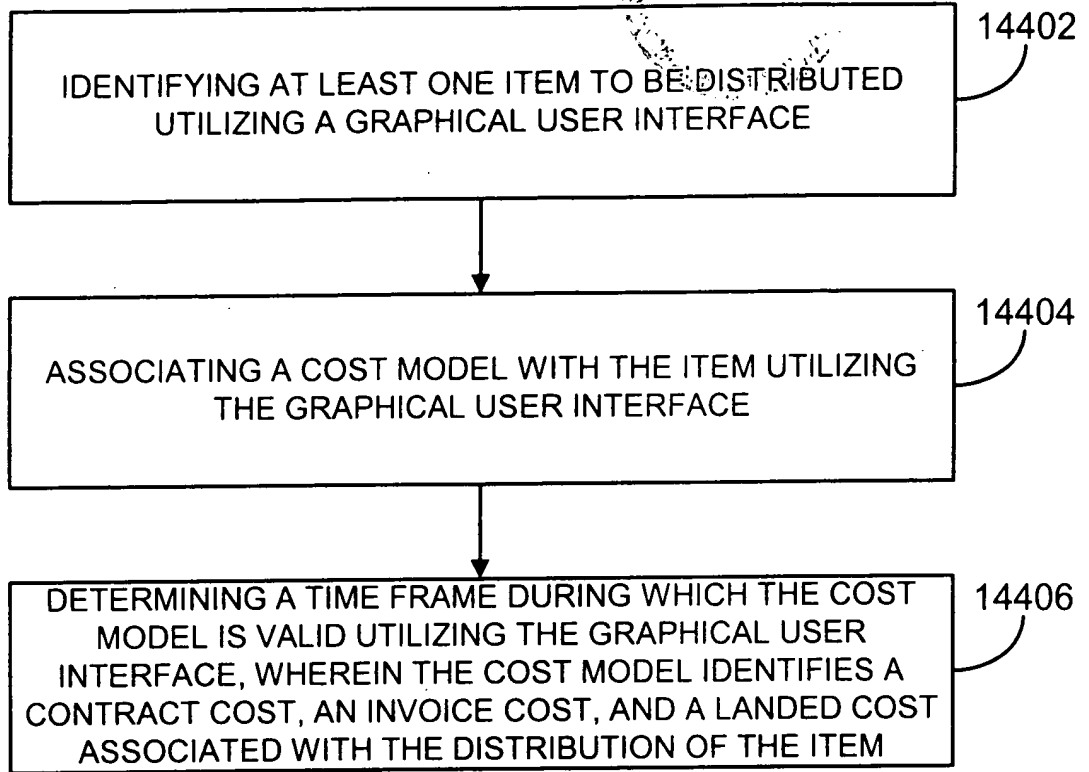 14402
IDENTIFYING AT LEAST ONE ITEM TO BE DISTRIBUTED
UTILIZING A GRAPHICAL USER INTERFACE
14404
ASSOCIATING A COST MODEL WITH THE ITEM UTILIZING
THE GRAPHICAL USER INTERFACE
14406
DETERMINING A TIME FRAME DURING WHICH THE COST
MODEL IS VALID UTILIZING THE GRAPHICAL USER
INTERFACE, WHEREIN THE COST MODEL IDENTIFIES A
CONTRACT COST, AN INVOICE COST, AND A LANDED COST
ASSOCIATED WITH THE DISTRIBUTION OF THE ITEM